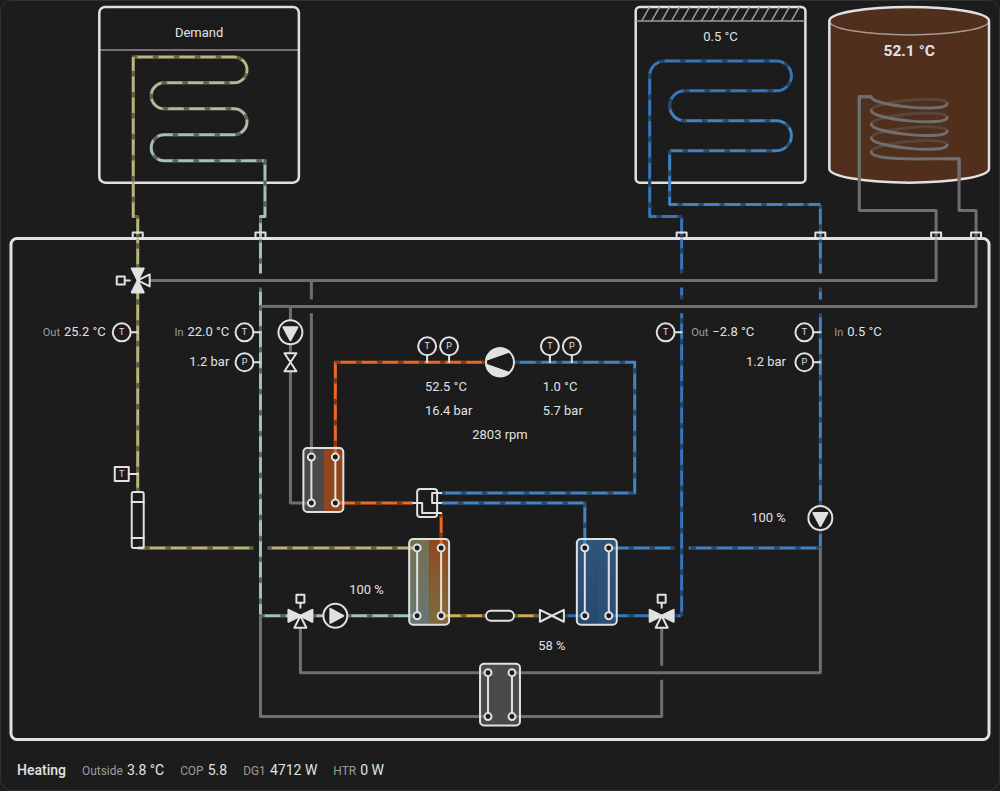 Demand
0.5 °C
52.1 °C
Out 25.2 °C T
In 22.0 °C T
1.2 bar P
T P
T P
52.5 °C
1.0 °C
16.4 bar
5.7 bar
2803 rpm
T Out −2.8 °C
T In 0.5 °C
1.2 bar P
T
100 %
100 %
58 %
Heating Outside 3.8 °C COP 5.8 DG1 4712 W HTR 0 W